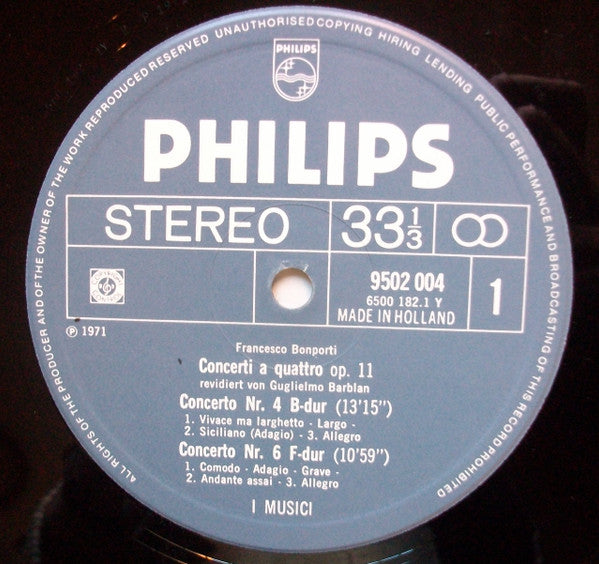 ALL RIGHTS OF THE PRODUCER AND OF THE OWNER OF THE WORK REPRODUCED RESERVED UNAUTHORISED COPYING HIRING LENDING PUBLIC PERFORMANCE AND BROADCASTING OF THIS RECORD PROHIBITED
PHILIPS
PHILIPS
STEREO
33 1/3
9502 004
6500 182.1 Y
MADE IN HOLLAND
1
℗ 1971
Francesco Bonporti
Concerti a quattro op. 11
revidiert von Guglielmo Barblan
Concerto Nr. 4 B-dur (13'15'')
1. Vivace ma larghetto - Largo -
2. Siciliano (Adagio) - 3. Allegro
Concerto Nr. 6 F-dur (10'59'')
1. Comodo - Adagio - Grave -
2. Andante assai - 3. Allegro
I MUSICI